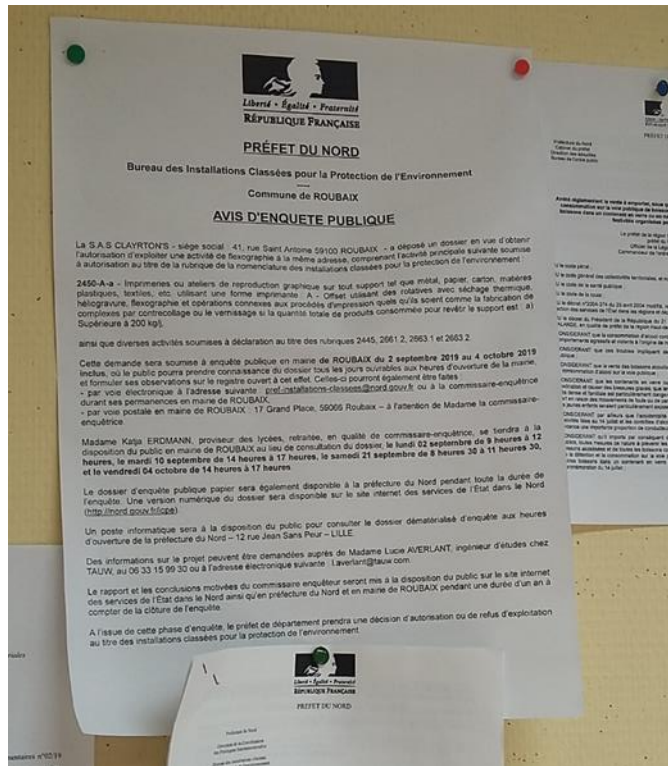 Liberté • Égalité • Fraternité
RÉPUBLIQUE FRANÇAISE
PRÉFET DU NORD
Bureau des Installations Classées pour la Protection de l'Environnement
Commune de ROUBAIX
AVIS D'ENQUETE PUBLIQUE
La S.A.S CLAYRTON'S - siège social : 41, rue Saint Antoine 59100 ROUBAIX - a déposé un dossier en vue d'obtenir
l'autorisation d'exploiter une activité de flexographie à la même adresse, comprenant l'activité principale suivante soumise
à autorisation au titre de la rubrique de la nomenclature des installations classées pour la protection de l'environnement :
2450-A-a - Imprimeries ou ateliers de reproduction graphique sur tout support tel que métal, papier, carton, matières
plastiques, textiles, etc. utilisant une forme imprimante : A - Offset utilisant des rotatives avec séchage thermique,
héliogravure, flexographie et opérations connexes aux procédés d'impression quels qu'ils soient comme la fabrication de
complexes par contrecollage ou le vernissage si la quantité totale de produits consommée pour revêtir le support est : a)
Supérieure à 200 kg/j,
ainsi que diverses activités soumises à déclaration au titre des rubriques 2445, 2661.2, 2663.1 et 2663.2.
Cette demande sera soumise à enquête publique en mairie de ROUBAIX du 2 septembre 2019 au 4 octobre 2019
inclus, où le public pourra prendre connaissance du dossier tous les jours ouvrables aux heures d'ouverture de la mairie,
et formuler ses observations sur le registre ouvert à cet effet. Celles-ci pourront également être faites :
- par voie électronique à l'adresse suivante : pref-installations-classees@nord.gouv.fr ou à la commissaire-enquêtrice
durant ses permanences en mairie de ROUBAIX,
- par voie postale en mairie de ROUBAIX : 17 Grand Place, 59066 Roubaix – à l'attention de Madame la commissaire-
enquêtrice.
Madame Katja ERDMANN, proviseur des lycées, retraitée, en qualité de commissaire-enquêtrice, se tiendra à la
disposition du public en mairie de ROUBAIX au lieu de consultation du dossier, le lundi 02 septembre de 9 heures à 12
heures, le mardi 10 septembre de 14 heures à 17 heures, le samedi 21 septembre de 8 heures 30 à 11 heures 30,
et le vendredi 04 octobre de 14 heures à 17 heures.
Le dossier d'enquête publique papier sera également disponible à la préfecture du Nord pendant toute la durée de
l'enquête. Une version numérique du dossier sera disponible sur le site internet des services de l'État dans le Nord
(http://nord.gouv.fr/icpe).
Un poste informatique sera à la disposition du public pour consulter le dossier dématérialisé d'enquête aux heures
d'ouverture de la préfecture du Nord – 12 rue Jean Sans Peur – LILLE.
Des informations sur le projet peuvent être demandées auprès de Madame Lucie AVERLANT, ingénieur d'études chez
TAUW, au 06 33 15 99 30 ou à l'adresse électronique suivante : l.averlant@tauw.com.
Le rapport et les conclusions motivées du commissaire enquêteur seront mis à la disposition du public sur le site internet
des services de l'État dans le Nord ainsi qu'en préfecture du Nord et en mairie de ROUBAIX pendant une durée d'un an à
compter de la clôture de l'enquête.
A l'issue de cette phase d'enquête, le préfet de département prendra une décision d'autorisation ou de refus d'exploitation
au titre des installations classées pour la protection de l'environnement.
Liberté • Égalité • Fraternité
RÉPUBLIQUE FRANÇAISE
PRÉFET DU NORD
Préfecture du Nord
Cabinet du préfet